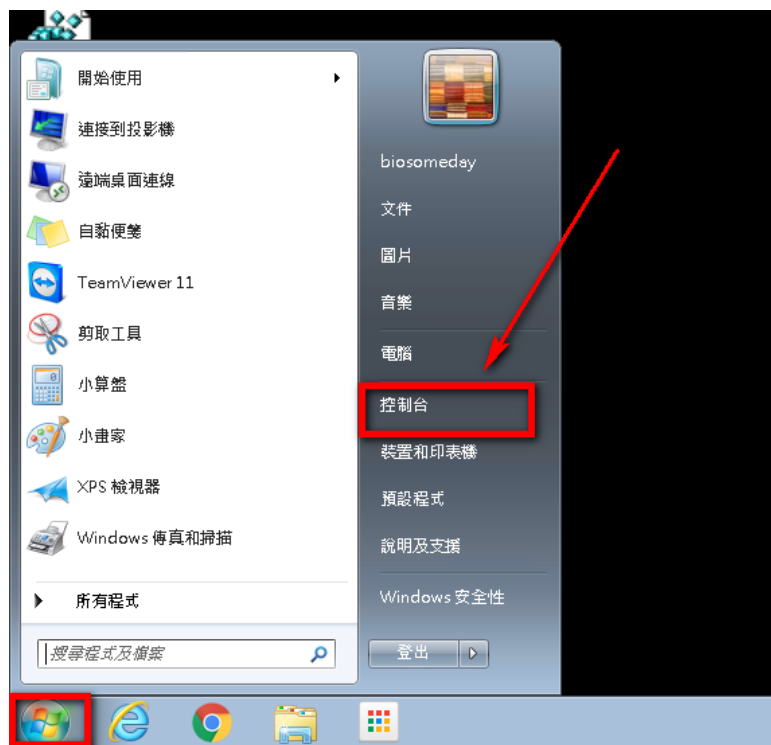 開始使用
連接到投影機
遠端桌面連線
自黏便箋
TeamViewer 11
剪取工具
小算盤
小畫家
XPS 檢視器
Windows 傳真和掃描
所有程式
搜尋程式及檔案
biosomeday
文件
圖片
音樂
電腦
控制台
裝置和印表機
預設程式
說明及支援
Windows 安全性
登出